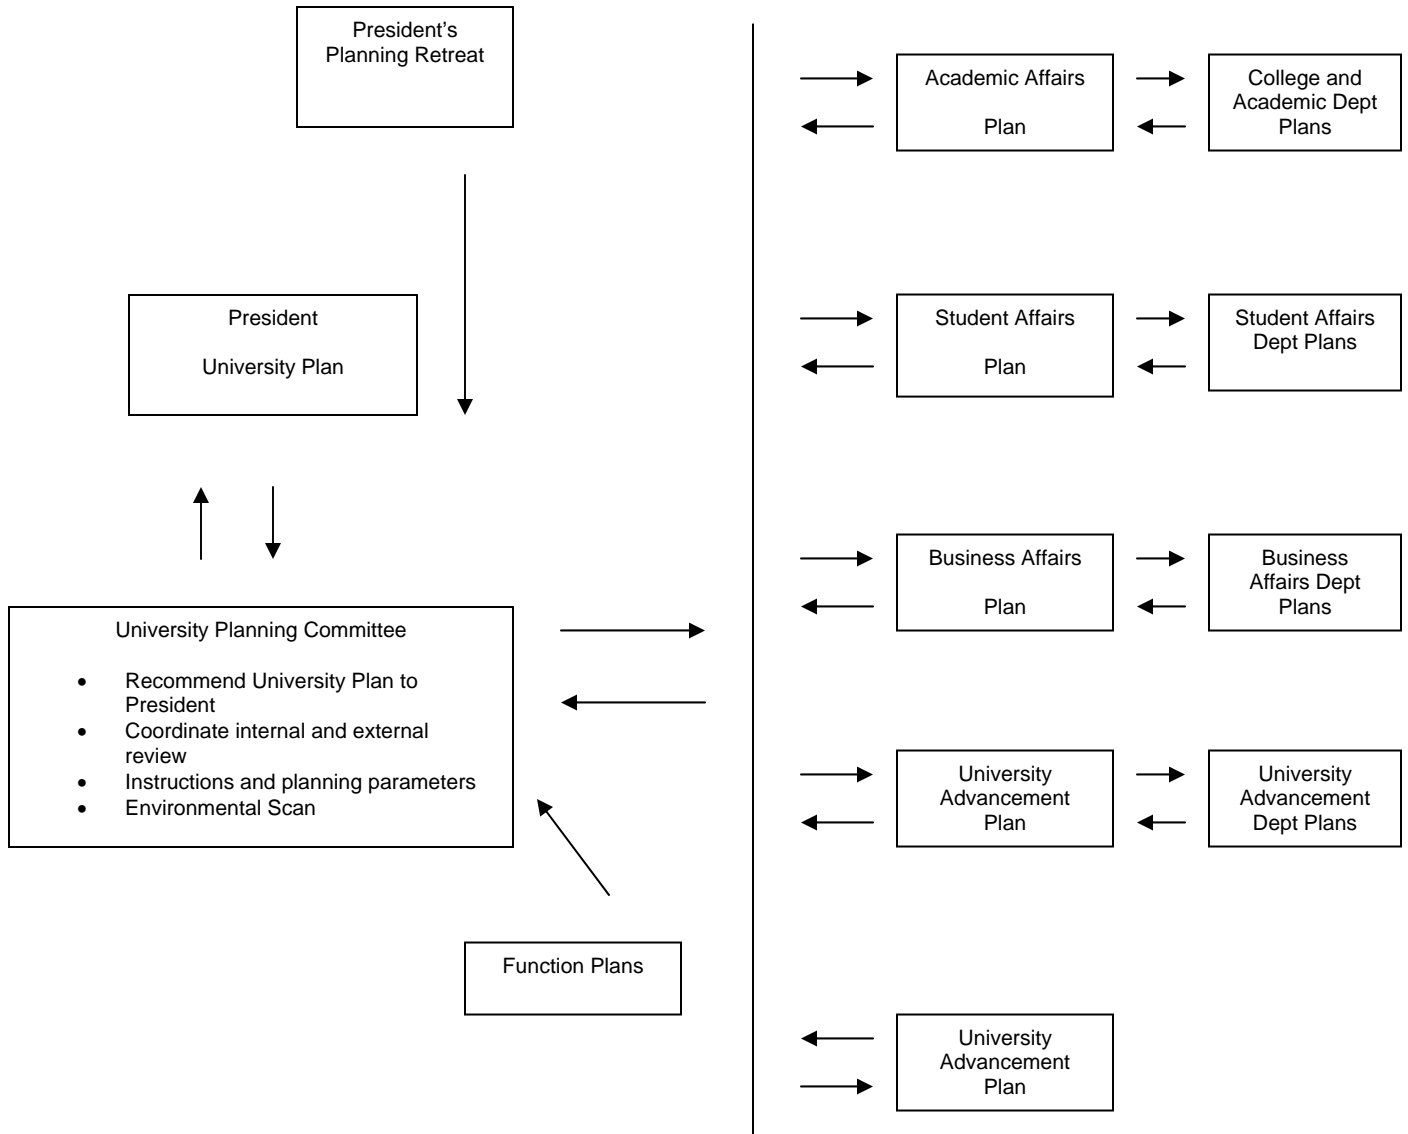 President's
Planning Retreat
President
University Plan
University Planning Committee
• Recommend University Plan to
President
• Coordinate internal and external
review
• Instructions and planning parameters
• Environmental Scan
Function Plans
Academic Affairs
Plan
College and
Academic Dept
Plans
Student Affairs
Plan
Student Affairs
Dept Plans
Business Affairs
Plan
Business
Affairs Dept
Plans
University
Advancement
Plan
University
Advancement
Dept Plans
University
Advancement
Plan